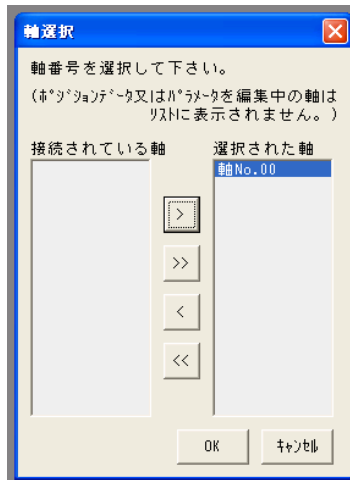 軸選択
軸番号を選択して下さい。
(ﾎﾟｼﾞｼｮﾝﾃﾞｰﾀ又はﾊﾟﾗﾒｰﾀを編集中の軸は
ﾘｽﾄに表示されません。)
接続されている軸
選択された軸
軸No.00
>
>>
<
<<
OK
ｷｬﾝｾﾙ